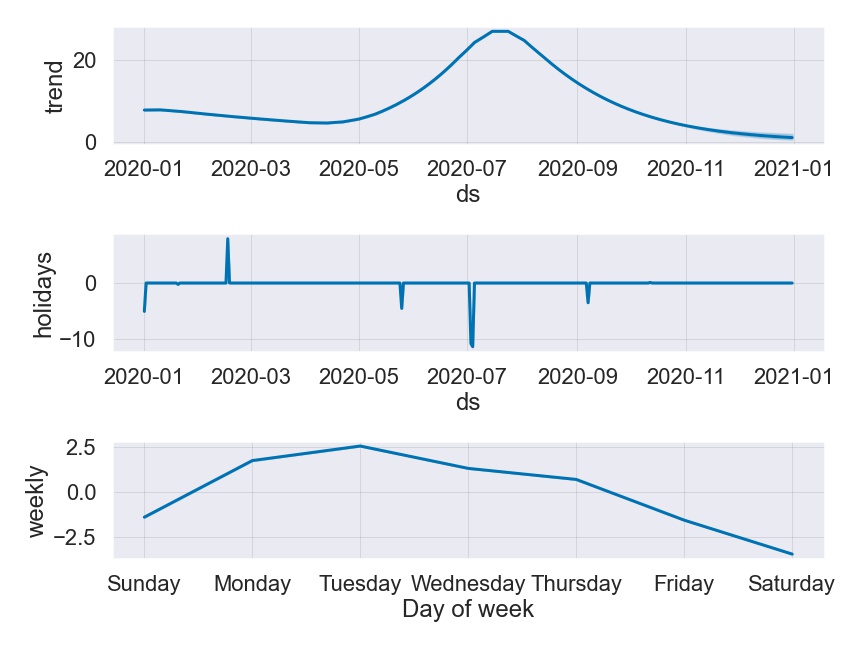 trend
20
0
2020-01 2020-03 2020-05 2020-07 2020-09 2020-11 2021-01
ds
holidays
0
−10
2020-01 2020-03 2020-05 2020-07 2020-09 2020-11 2021-01
ds
weekly
2.5
0.0
−2.5
Sunday Monday Tuesday Wednesday Thursday Friday Saturday
Day of week